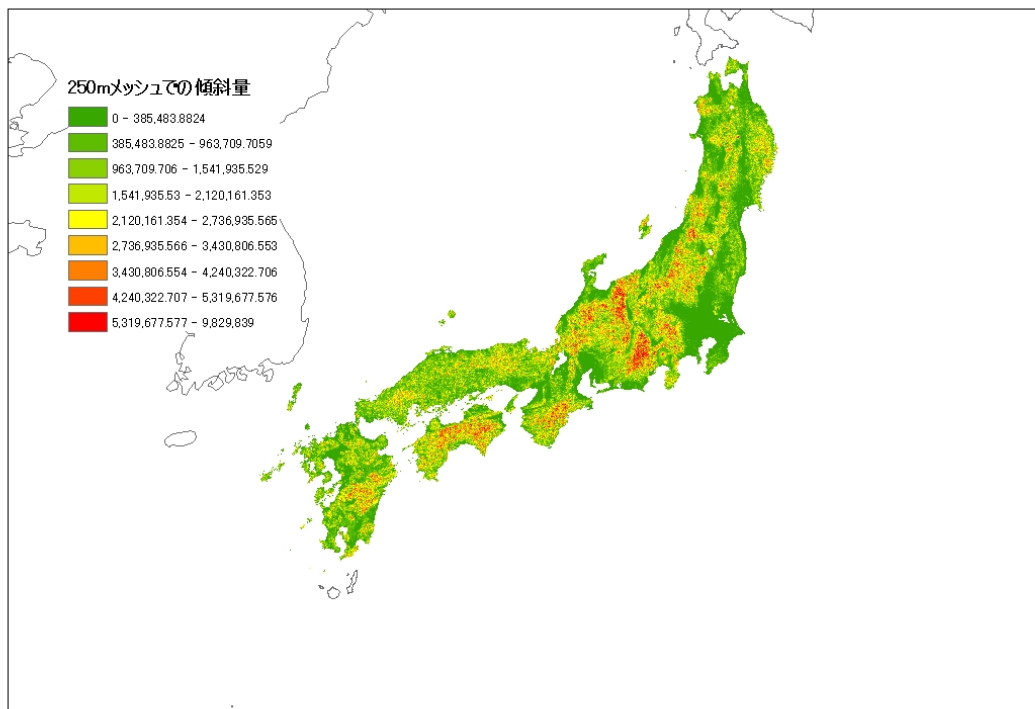 250mメッシュでの傾斜量
0 - 385,483.8824
385,483.8825 - 963,709.7059
963,709.706 - 1,541,935.529
1,541,935.53 - 2,120,161.353
2,120,161.354 - 2,736,935.565
2,736,935.566 - 3,430,806.553
3,430,806.554 - 4,240,322.706
4,240,322.707 - 5,319,677.576
5,319,677.577 - 9,829,839